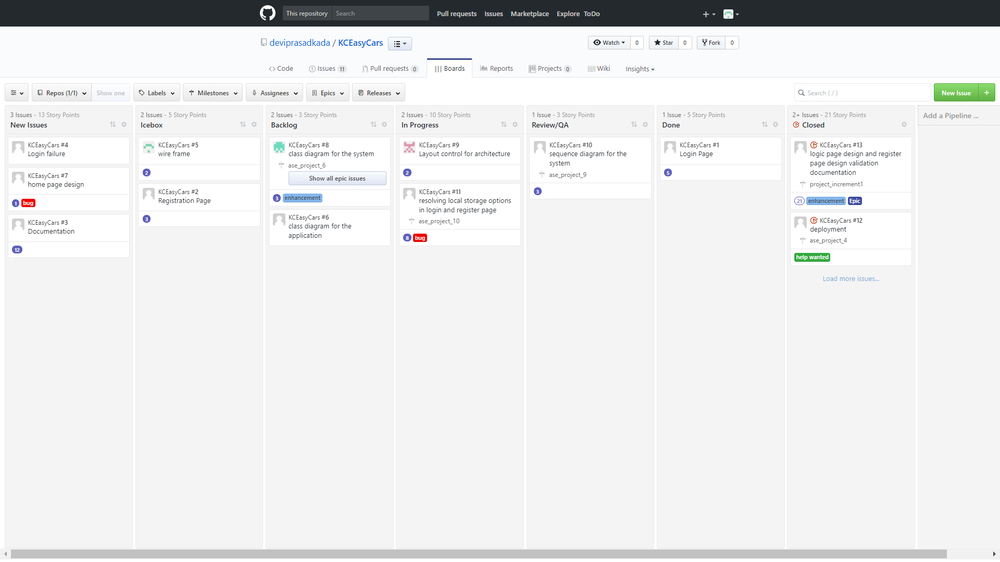 This repository Search Pull requests Issues Marketplace Explore ToDo
deviprasadkada / KCEasyCars Watch 0 Star 0 Fork 0
Code Issues 11 Pull requests 0 Boards Reports Projects 0 Wiki Insights
Repos (1/1) Show one Labels Milestones Assignees Epics Releases Search ( / ) New Issue +
3 Issues - 13 Story Points
New Issues
KCEasyCars #4
Login failure
KCEasyCars #7
home page design
1 bug
KCEasyCars #3
Documentation
12
2 Issues - 5 Story Points
Icebox
KCEasyCars #5
wire frame
2
KCEasyCars #2
Registration Page
3
2 Issues - 3 Story Points
Backlog
KCEasyCars #8
class diagram for the system
ase_project_6
Show all epic issues
3 enhancement
KCEasyCars #6
class diagram for the
application
2 Issues - 10 Story Points
In Progress
KCEasyCars #9
Layout control for architecture
2
KCEasyCars #11
resolving local storage options
in login and register page
ase_project_10
8 bug
1 Issue - 3 Story Points
Review/QA
KCEasyCars #10
sequence diagram for the
system
ase_project_9
3
1 Issue - 5 Story Points
Done
KCEasyCars #1
Login Page
5
2+ Issues - 21 Story Points
Closed
KCEasyCars #13
logic page design and register
page design validation
documentation
project_increment1
21 enhancement Epic
KCEasyCars #12
deployment
ase_project_4
help wanted
Load more issues...
Add a Pipeline ...